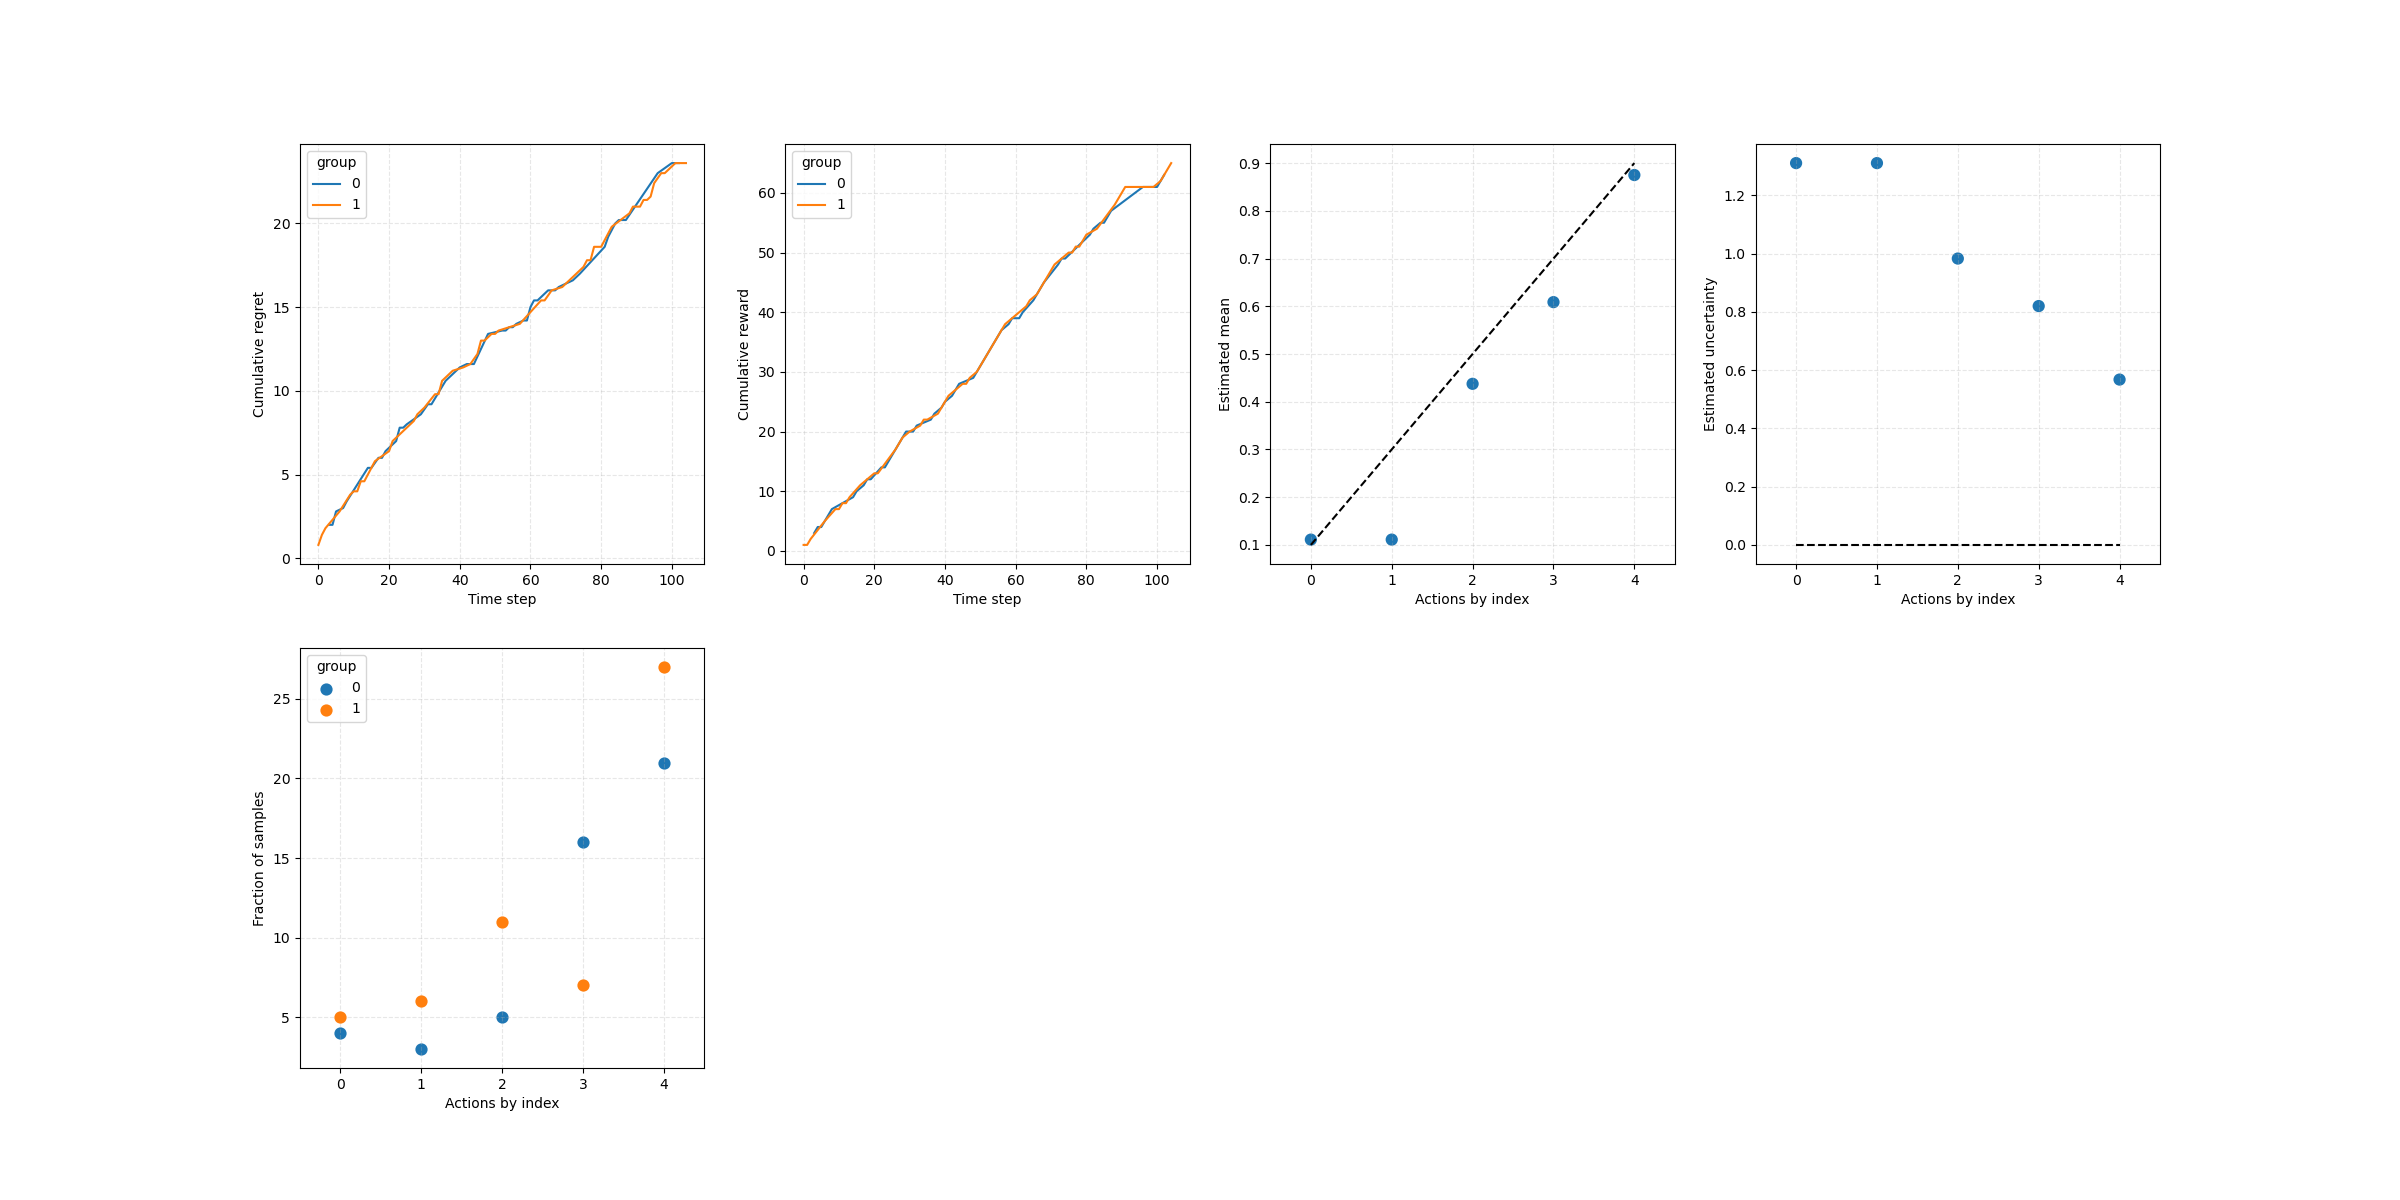 group
0
1
Cumulative regret
0
5
10
15
20
0 20 40 60 80 100
Time step
group
0
1
Cumulative reward
0
10
20
30
40
50
60
0 20 40 60 80 100
Time step
Estimated mean
0.9
0.8
0.7
0.6
0.5
0.4
0.3
0.2
0.1
0 1 2 3 4
Actions by index
Estimated uncertainty
1.2
1.0
0.8
0.6
0.4
0.2
0.0
0 1 2 3 4
Actions by index
group
0
1
Fraction of samples
25
20
15
10
5
0 1 2 3 4
Actions by index